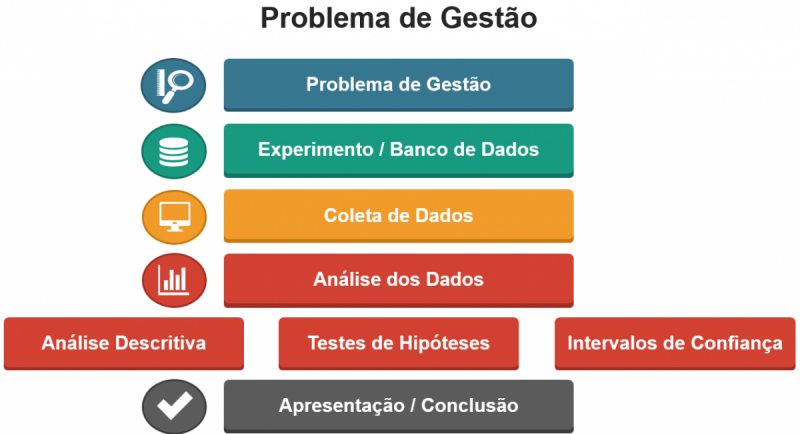 Problema de Gestão
Problema de Gestão
Experimento / Banco de Dados
Coleta de Dados
Análise dos Dados
Análise Descritiva
Testes de Hipóteses
Intervalos de Confiança
Apresentação / Conclusão